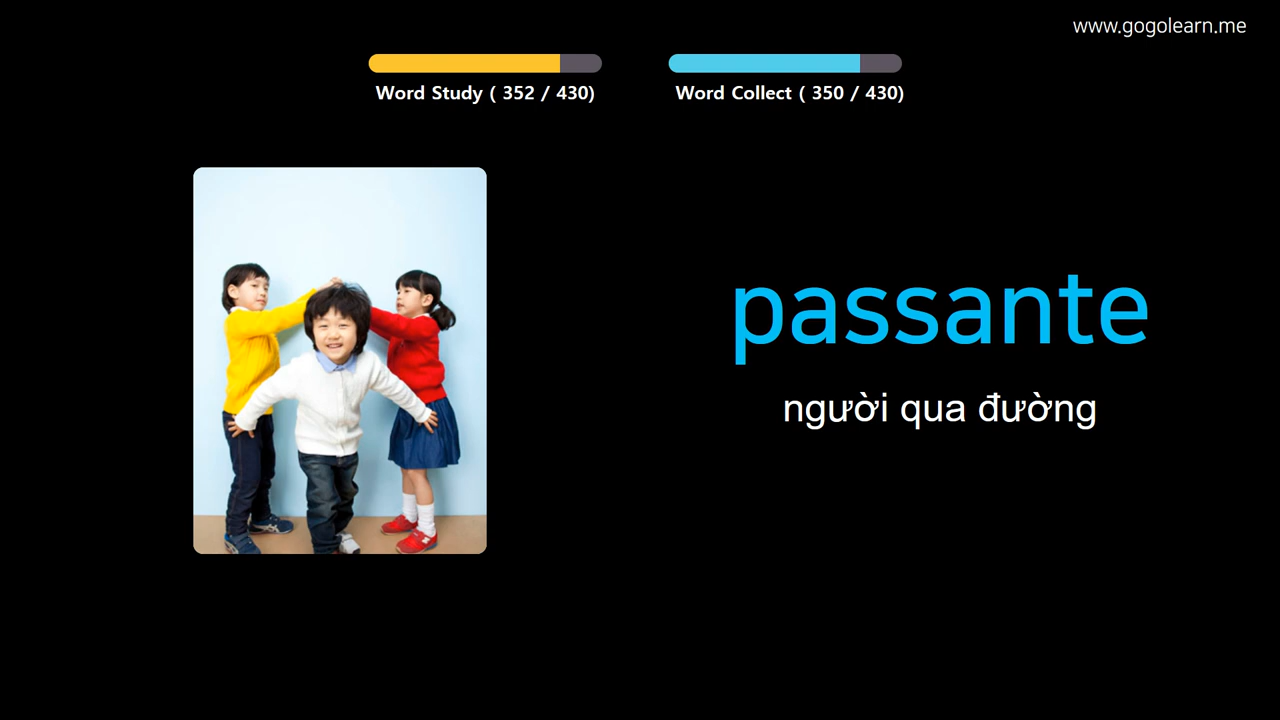 www.gogolearn.me
Word Study ( 352 / 430)
Word Collect ( 350 / 430)
passante
người qua đường